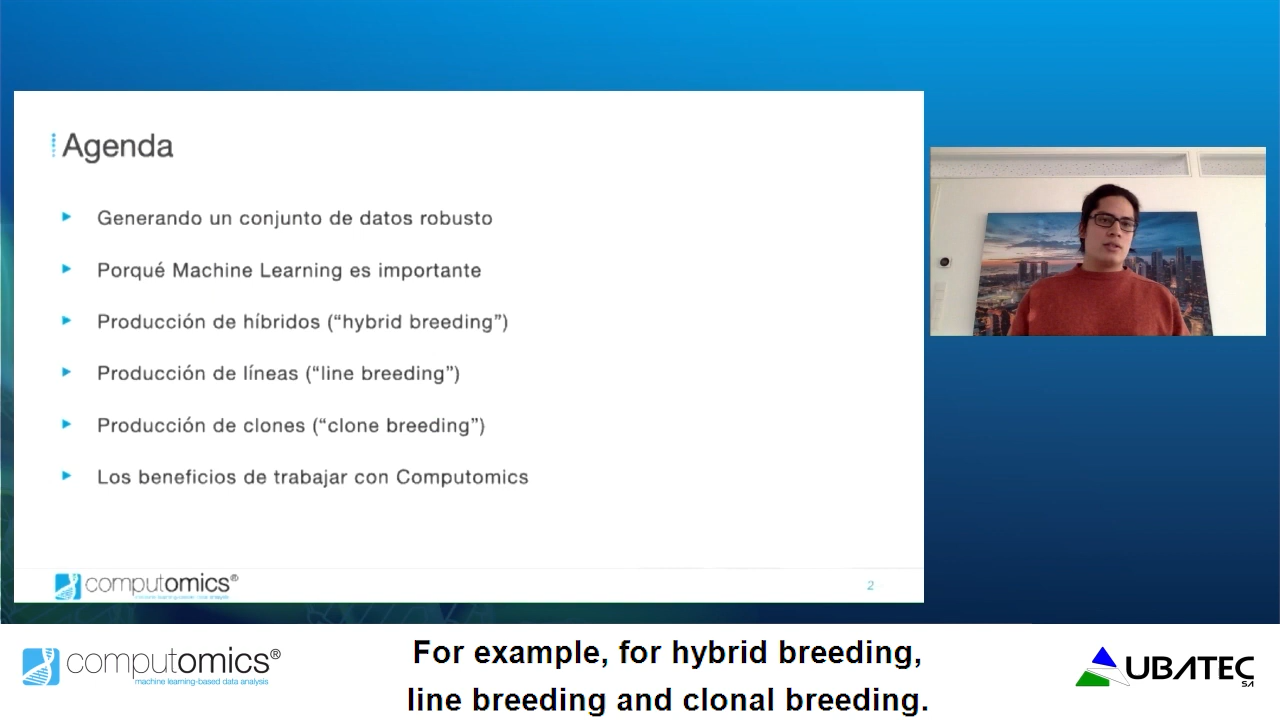 Agenda
Generando un conjunto de datos robusto
Porqué Machine Learning es importante
Producción de híbridos (“hybrid breeding”)
Producción de líneas (“line breeding”)
Producción de clones (“clone breeding”)
Los beneficios de trabajar con Computomics
computomics®
2
computomics®
machine learning-based data analysis
For example, for hybrid breeding,
line breeding and clonal breeding.
UBATEC
SA